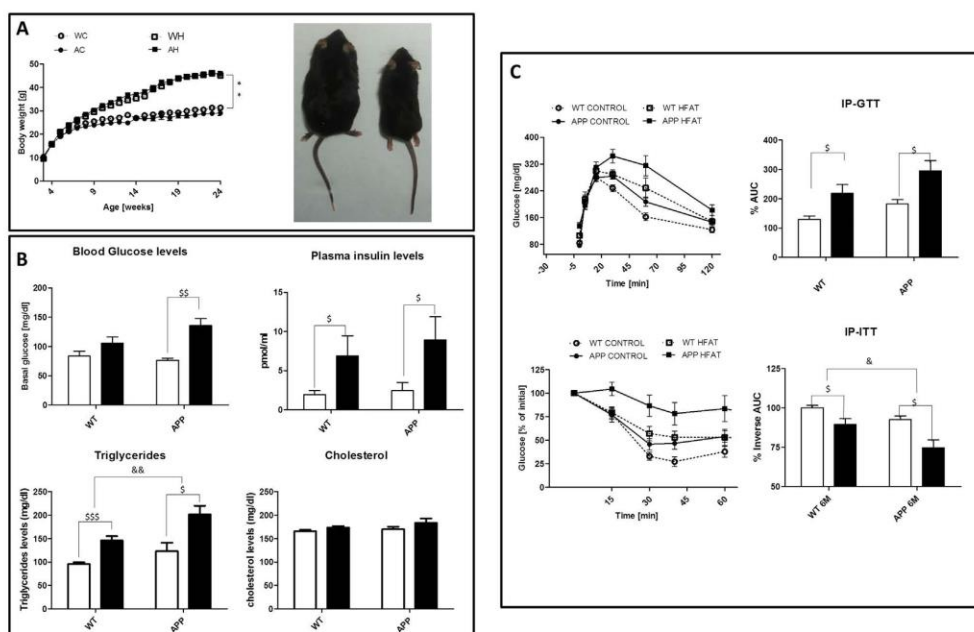 A
WC WH
AC AH
Body weight [g]
50
40
30
20
10
0
4 9 14 19 24
Age [weeks]
*
*
B
Blood Glucose levels
Basal glucose [mg/dl]
200
150
100
50
0
$$
WT APP
Plasma insulin levels
pmol/ml
15
10
5
0
$ $
WT APP
Triglycerides
&&
Triglycerides levels (mg/dl)
250
200
150
100
50
0
$$$ $
WT APP
Cholesterol
cholesterol levels (mg/dl)
250
200
150
100
50
0
WT APP
C
WT CONTROL WT HFAT
APP CONTROL APP HFAT
Glucose [mg/dl]
400
320
240
160
80
-30 -5 20 45 70 95 120
Time [min]
IP-GTT
% AUC
400
300
200
100
0
$ $
WT APP
WT CONTROL WT HFAT
APP CONTROL APP HFAT
Glucose [% of initial]
125
100
75
50
25
0
15 30 45 60
Time [min]
IP-ITT
&
% Inverse AUC
125
100
75
50
$ $
WT 6M APP 6M